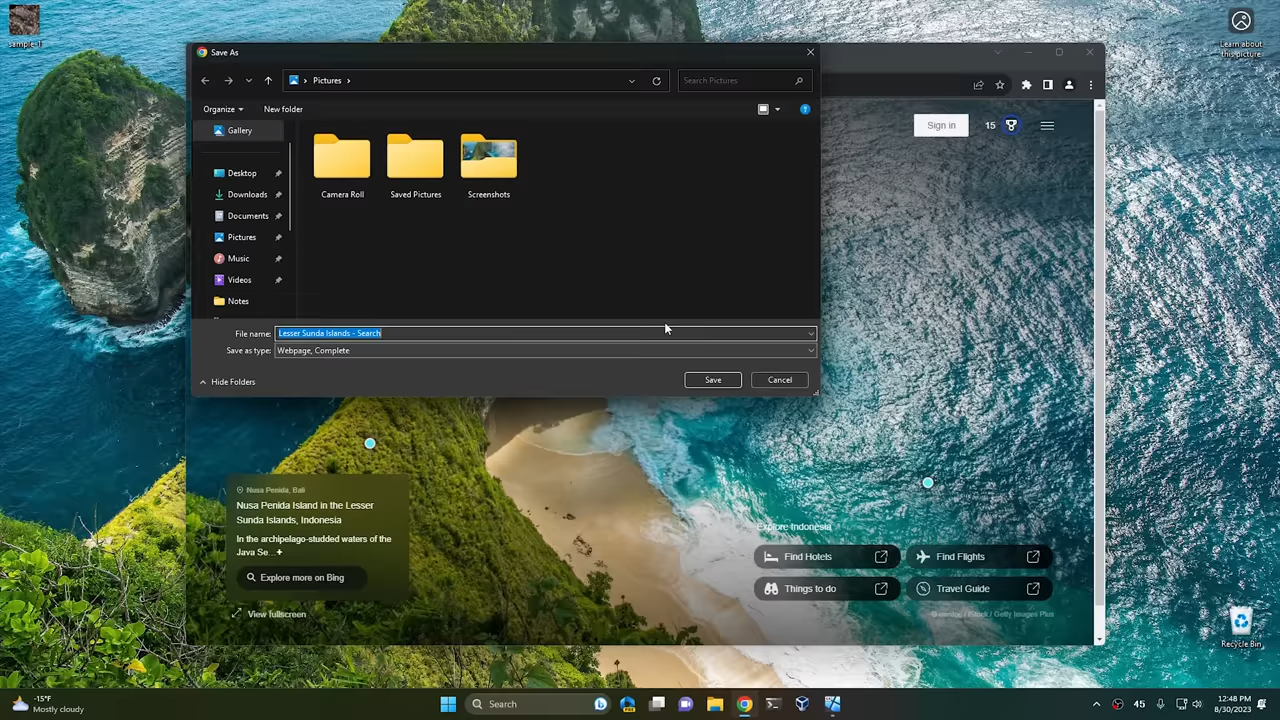 sample-1
Learn about
this picture
Save As
Pictures
Search Pictures
Organize
New folder
Gallery
Desktop
Downloads
Documents
Pictures
Music
Videos
Notes
Camera Roll
Saved Pictures
Screenshots
File name:
Lesser Sunda Islands - Search
Save as type:
Webpage, Complete
Hide Folders
Save
Cancel
Sign in
15
Nusa Penida, Bali
Nusa Penida Island in the Lesser
Sunda Islands, Indonesia
In the archipelago-studded waters of the
Java Se...+
Explore more on Bing
View fullscreen
Explore Indonesia
Find Hotels
Find Flights
Things to do
Travel Guide
/ iStock / Getty Images Plus
Recycle Bin
-15°F
Mostly cloudy
Search
45
12:48 PM
8/30/2023